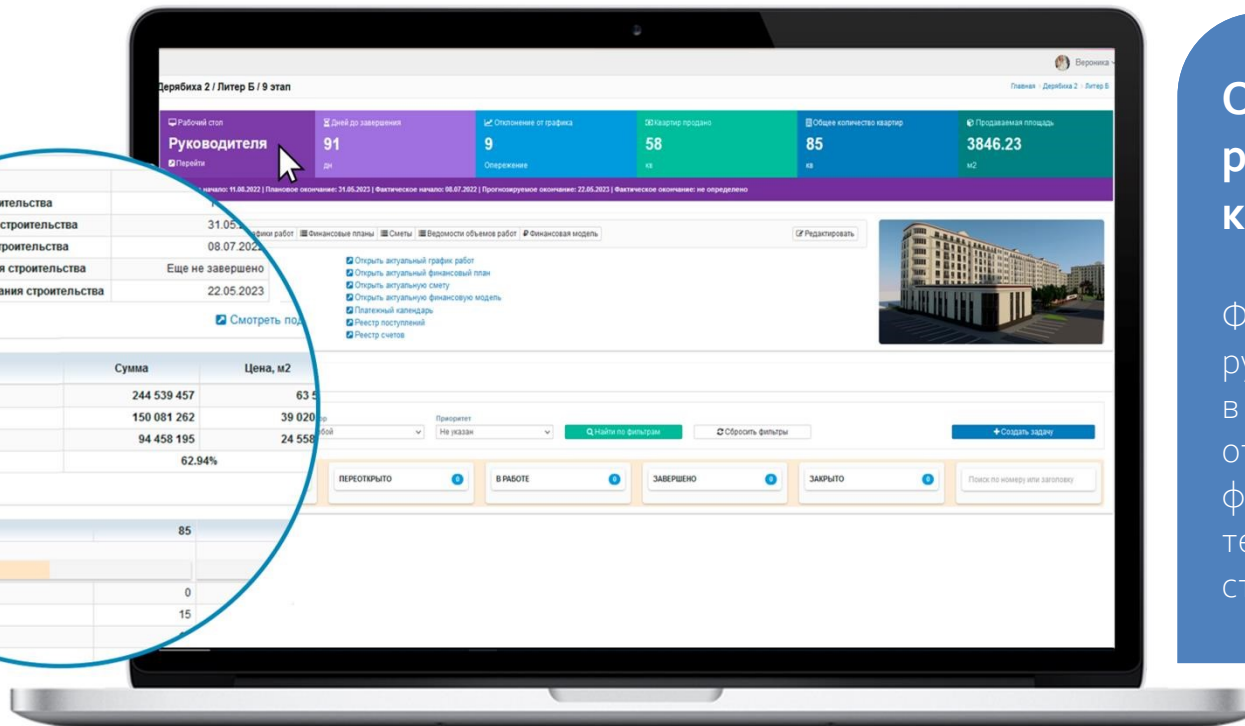 Вероника
Дерябиха 2 / Литер Б / 9 этап
Главная Дерябиха 2 Литер Б
Рабочий стол
Руководителя
Перейти
Дней до завершения
91
дн
Отклонение от графика
9
Опережение
Квартир продано
58
кв
Общее количество квартир
85
кв
Продаваемая площадь
3846.23
м2
начало: 11.08.2022 | Плановое окончание: 31.05.2023 | Фактическое начало: 08.07.2022 | Прогнозируемое окончание: 22.05.2023 | Фактическое окончание: не определено
работ Финансовые планы Сметы Ведомости объемов работ Финансовая модель
Редактировать
Открыть актуальный график работ
Открыть актуальный финансовый план
Открыть актуальную смету
Открыть актуальную финансовую модель
Платежный календарь
Реестр поступлений
Реестр счетов
Приоритет
Не указан
Найти по фильтрам
Сбросить фильтры
+ Создать задачу
ПЕРЕОТКРЫТО 0
В РАБОТЕ 0
ЗАВЕРШЕНО 0
ЗАКРЫТО 0
Поиск по номеру или заголовку
строительства 31.05.
08.07.2022
строительства Еще не завершено
строительства 22.05.2023
Смотреть
Сумма Цена, м2
244 539 457 63 5
150 081 262 39 020
94 458 195 24 558
62.94%
85
0
15